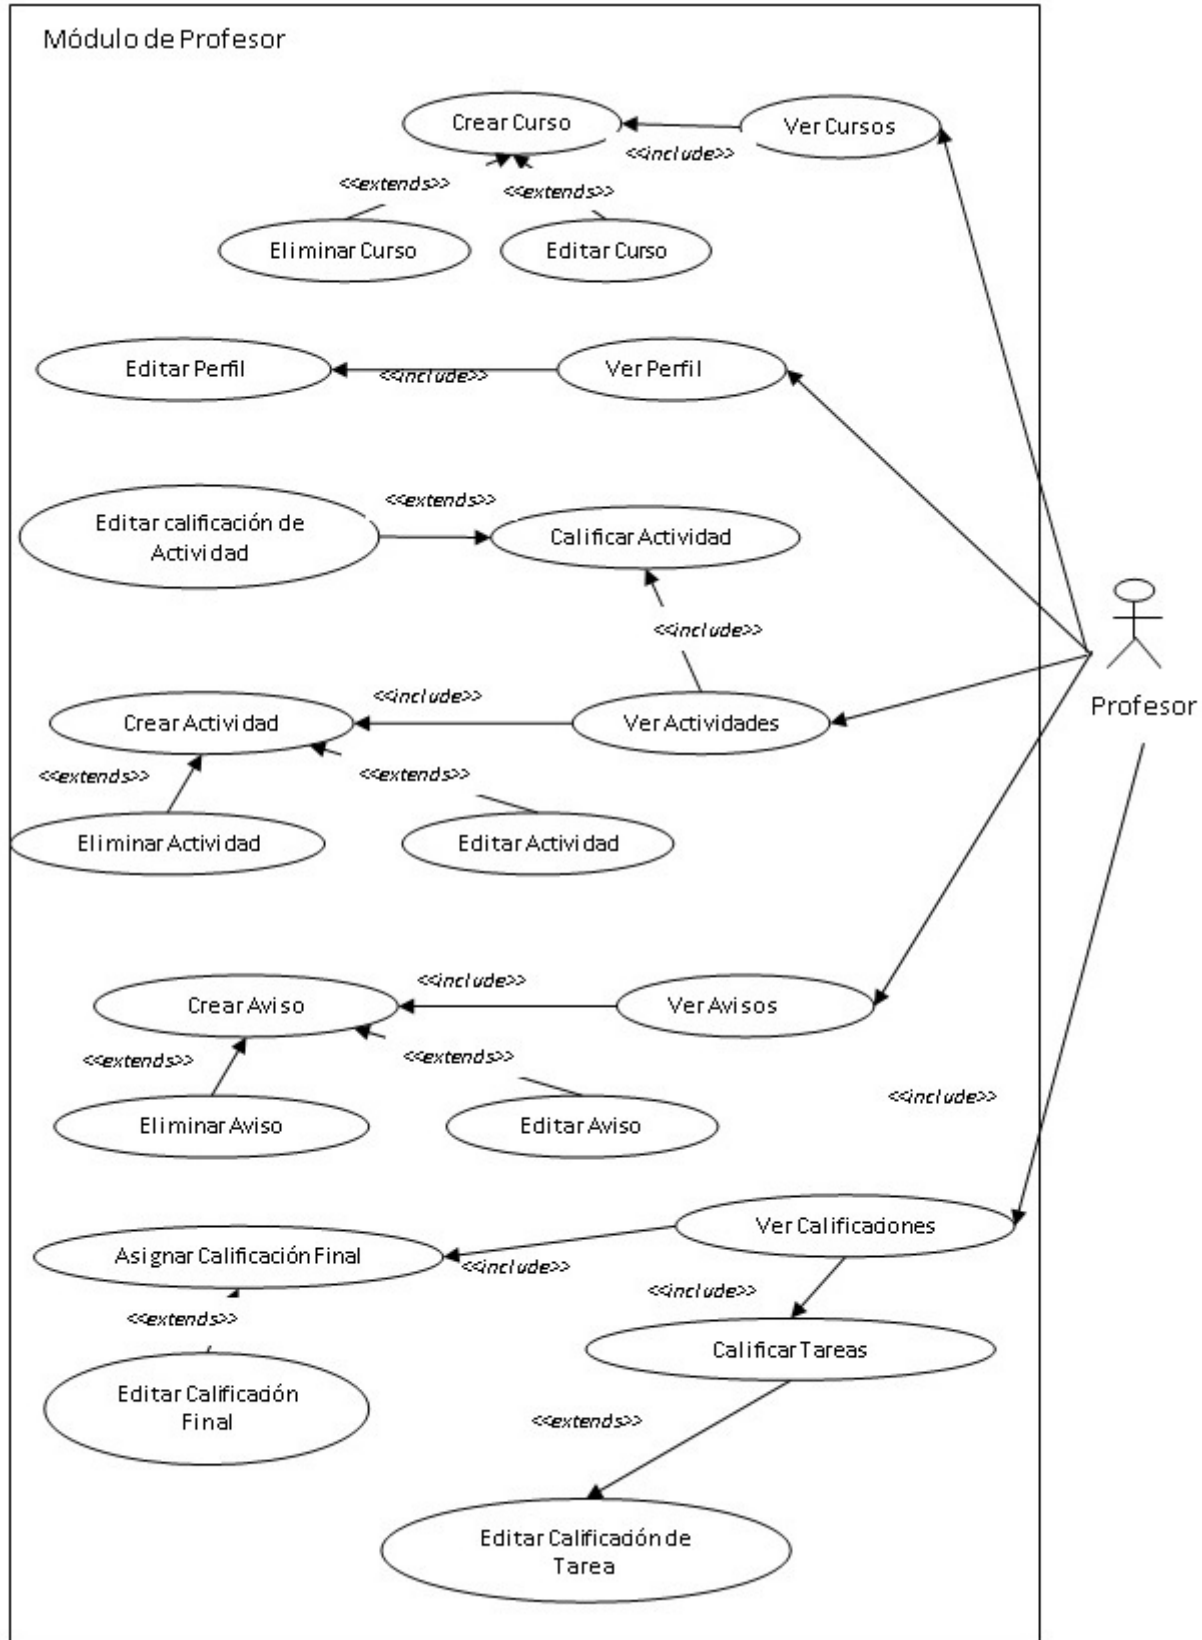 Módulo de Profesor
Crear Curso
Ver Cursos
<<include>>
<<extends>>
<<extends>>
Eliminar Curso
Editar Curso
Editar Perfil
<<include>>
Ver Perfil
<<extends>>
Editar calificación de
Actividad
Calificar Actividad
<<include>>
Profesor
<<include>>
Crear Actividad
Ver Actividades
<<extends>>
<<extends>>
Eliminar Actividad
Editar Actividad
<<include>>
Crear Aviso
Ver Avisos
<<extends>>
<<extends>>
<<include>>
Eliminar Aviso
Editar Aviso
Ver Calificaciones
Asignar Calificación Final
<<include>>
<<include>>
<<extends>>
Calificar Tareas
Editar Calificación
Final
<<extends>>
Editar Calificación de
Tarea